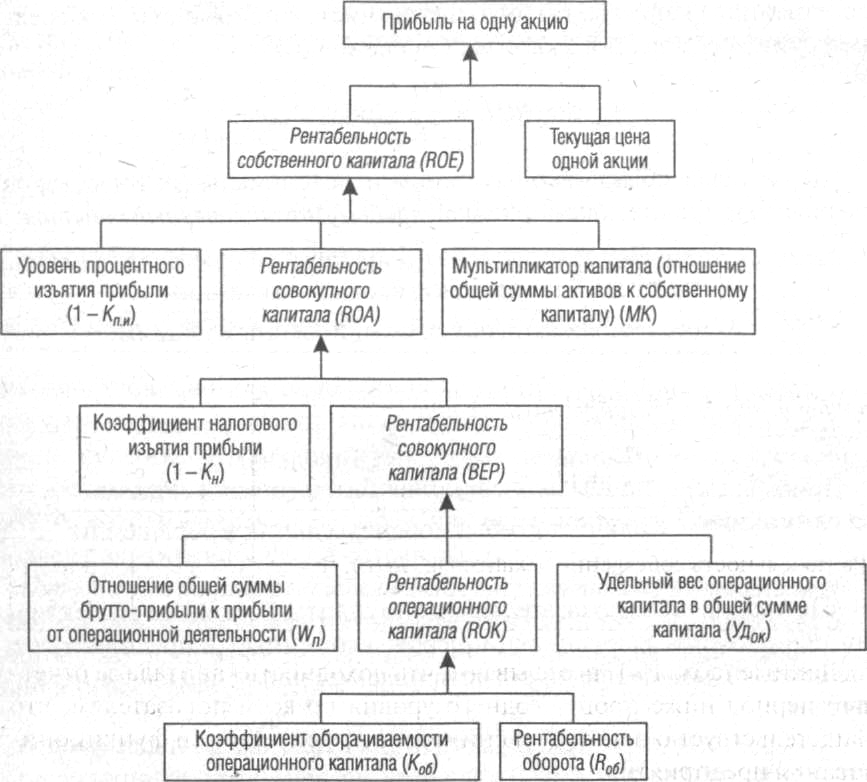 Прибыль на одну акцию
Рентабельность
собственного капитала (ROE)
Текущая цена
одной акции
Уровень процентного
изъятия прибыли
(1 – Kп.и)
Рентабельность
совокупного
капитала (ROA)
Мультипликатор капитала (отношение
общей суммы активов к собственному
капиталу) (МК)
Коэффициент налогового
изъятия прибыли
(1 – Kн)
Рентабельность
совокупного
капитала (ВЕР)
Отношение общей суммы
брутто-прибыли к прибыли
от операционной деятельности (Wп)
Рентабельность
операционного
капитала (ROK)
Удельный вес операционного
капитала в общей сумме
капитала (УДок)
Коэффициент оборачиваемости
операционного капитала (Kоб)
Рентабельность
оборота (Rоб)